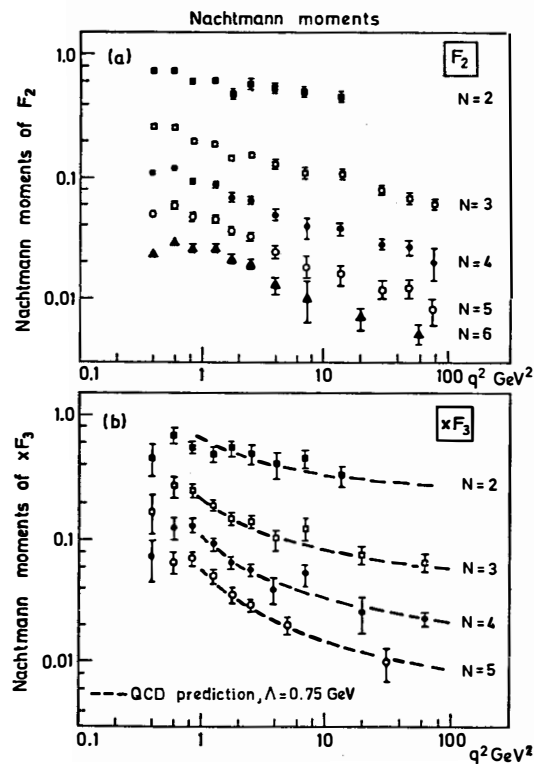 Nachtmann moments
(a)
F₂
Nachtmann moments of F₂
1.0
0.1
0.01
N=2
N=3
N=4
N=5
N=6
0.1
1
10
100
q² GeV²
(b)
xF₃
Nachtmann moments of xF₃
1.0
0.1
0.01
N=2
N=3
N=4
N=5
QCD prediction, Λ=0.75 GeV
0.1
1
10
100
q² GeV²